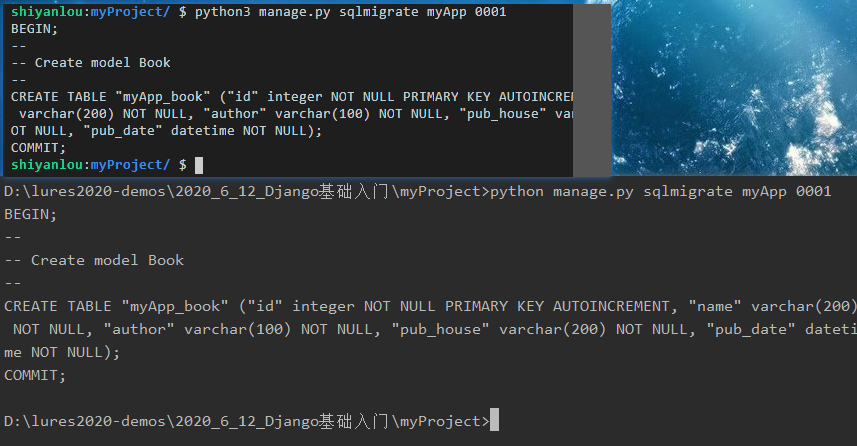 shiyanlou:myProject/ $ python3 manage.py sqlmigrate myApp 0001
BEGIN;
--
-- Create model Book
--
CREATE TABLE "myApp_book" ("id" integer NOT NULL PRIMARY KEY AUTOINCREM
varchar(200) NOT NULL, "author" varchar(100) NOT NULL, "pub_house" var
OT NULL, "pub_date" datetime NOT NULL);
COMMIT;
shiyanlou:myProject/ $
D:\lures2020-demos\2020_6_12_Django基础入门\myProject>python manage.py sqlmigrate myApp 0001
BEGIN;
--
-- Create model Book
--
CREATE TABLE "myApp_book" ("id" integer NOT NULL PRIMARY KEY AUTOINCREMENT, "name" varchar(200)
NOT NULL, "author" varchar(100) NOT NULL, "pub_house" varchar(200) NOT NULL, "pub_date" dateti
me NOT NULL);
COMMIT;
D:\lures2020-demos\2020_6_12_Django基础入门\myProject>